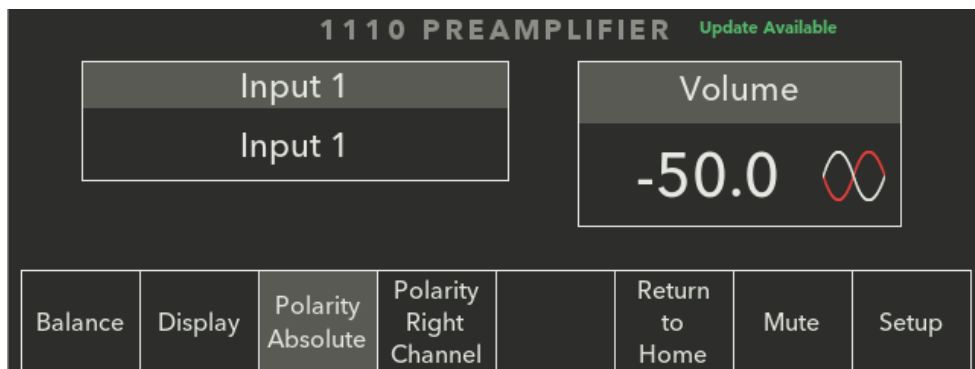 1110 PREAMPLIFIER Update Available
Input 1
Input 1
Volume
-50.0
Balance
Display
Polarity
Absolute
Polarity
Right
Channel
Return
to
Home
Mute
Setup